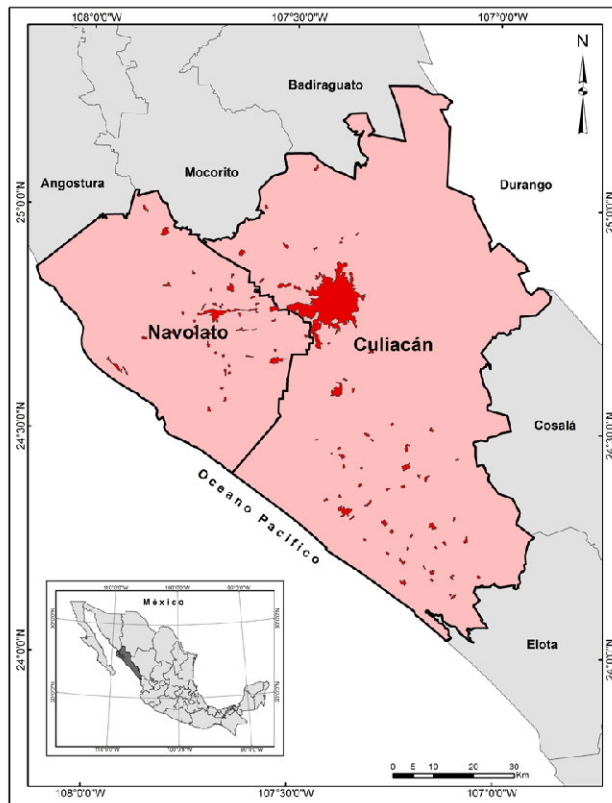 108°0'0"W
107°30'0"W
107°0'0"W
N
Badiraguato
Mocorito
Angostura
Durango
25°0'0"N
25°0'0"N
Navolato
Culiacán
Cosalá
24°30'0"N
24°30'0"N
Oceano Pacífico
México
Elota
24°0'0"N
24°0'0"N
0 5 10 20 30
Km
108°0'0"W
107°30'0"W
107°0'0"W